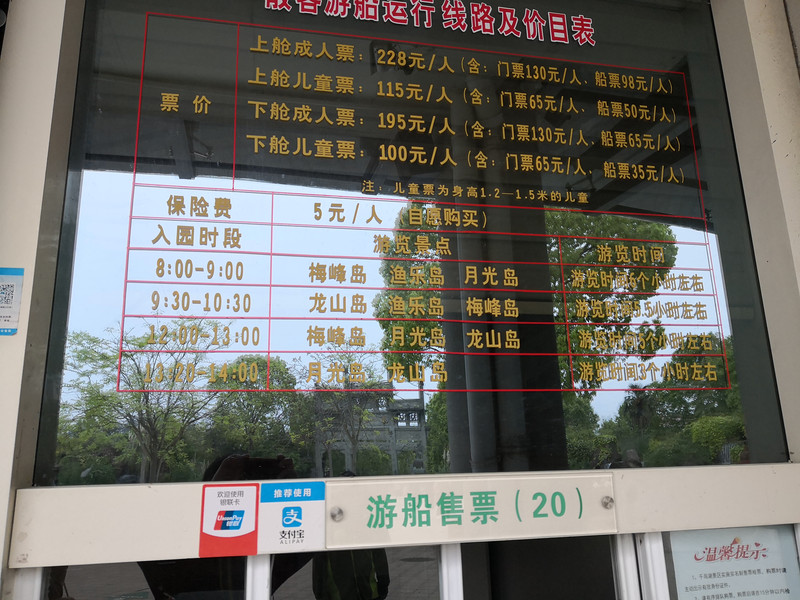 散客游船运行线路及价目表
票价
上舱成人票：228元/人（含：门票130元/人、船票98元/人）
上舱儿童票：115元/人（含：门票65元/人、船票50元/人）
下舱成人票：195元/人（含：门票130元/人、船票65元/人）
下舱儿童票：100元/人（含：门票65元/人、船票35元/人）
注：儿童票为身高1.2—1.5米的儿童
保险费 5元/人（自愿购买）
入园时段 游览景点 游览时间
8:00-9:00 梅峰岛 渔乐岛 月光岛 游览时间6个小时左右
9:30-10:30 龙山岛 渔乐岛 梅峰岛 游览时间5.5小时左右
12:00-13:00 梅峰岛 月光岛 龙山岛 游览时间5个小时左右
13:20-14:00 月光岛 龙山岛 游览时间3个小时左右
欢迎使用
银联卡
UnionPay
银联
推荐使用
支付宝
ALIPAY
游船售票（20）
温馨提示